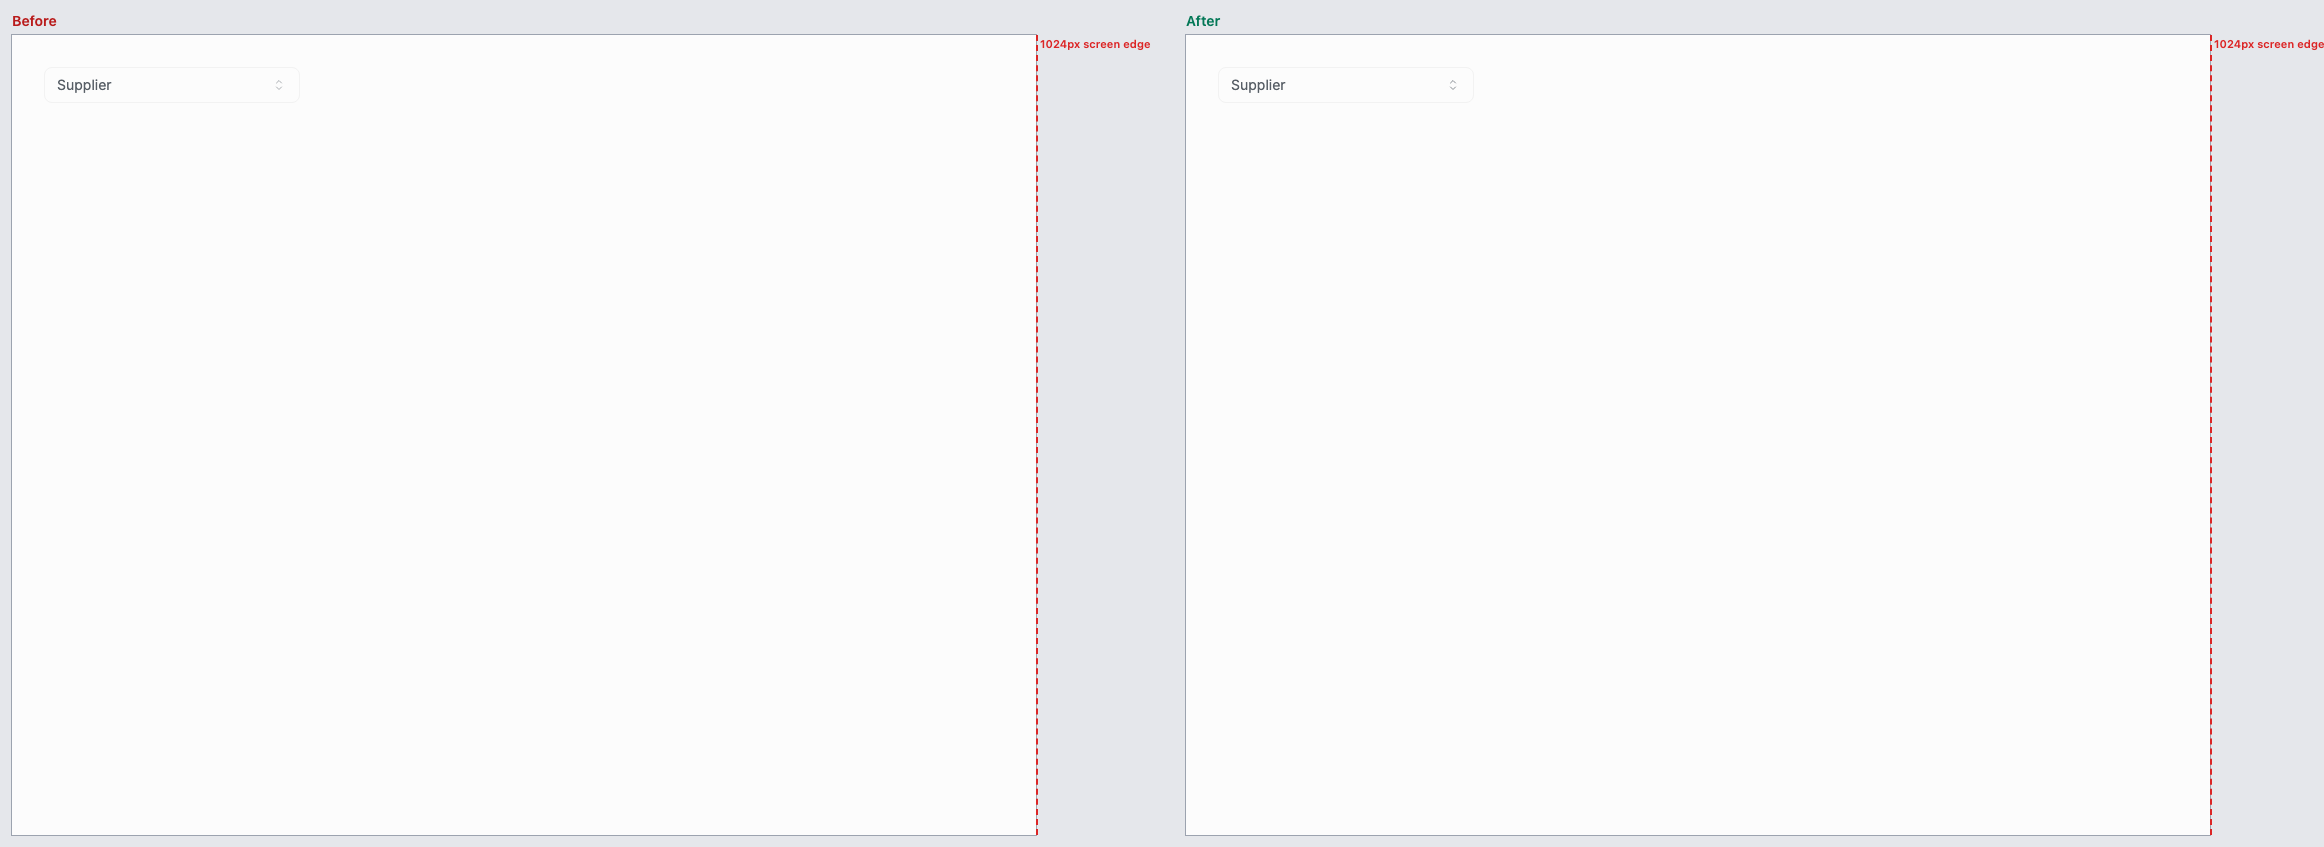 Before
1024px screen edge
Supplier
After
1024px screen edge
Supplier